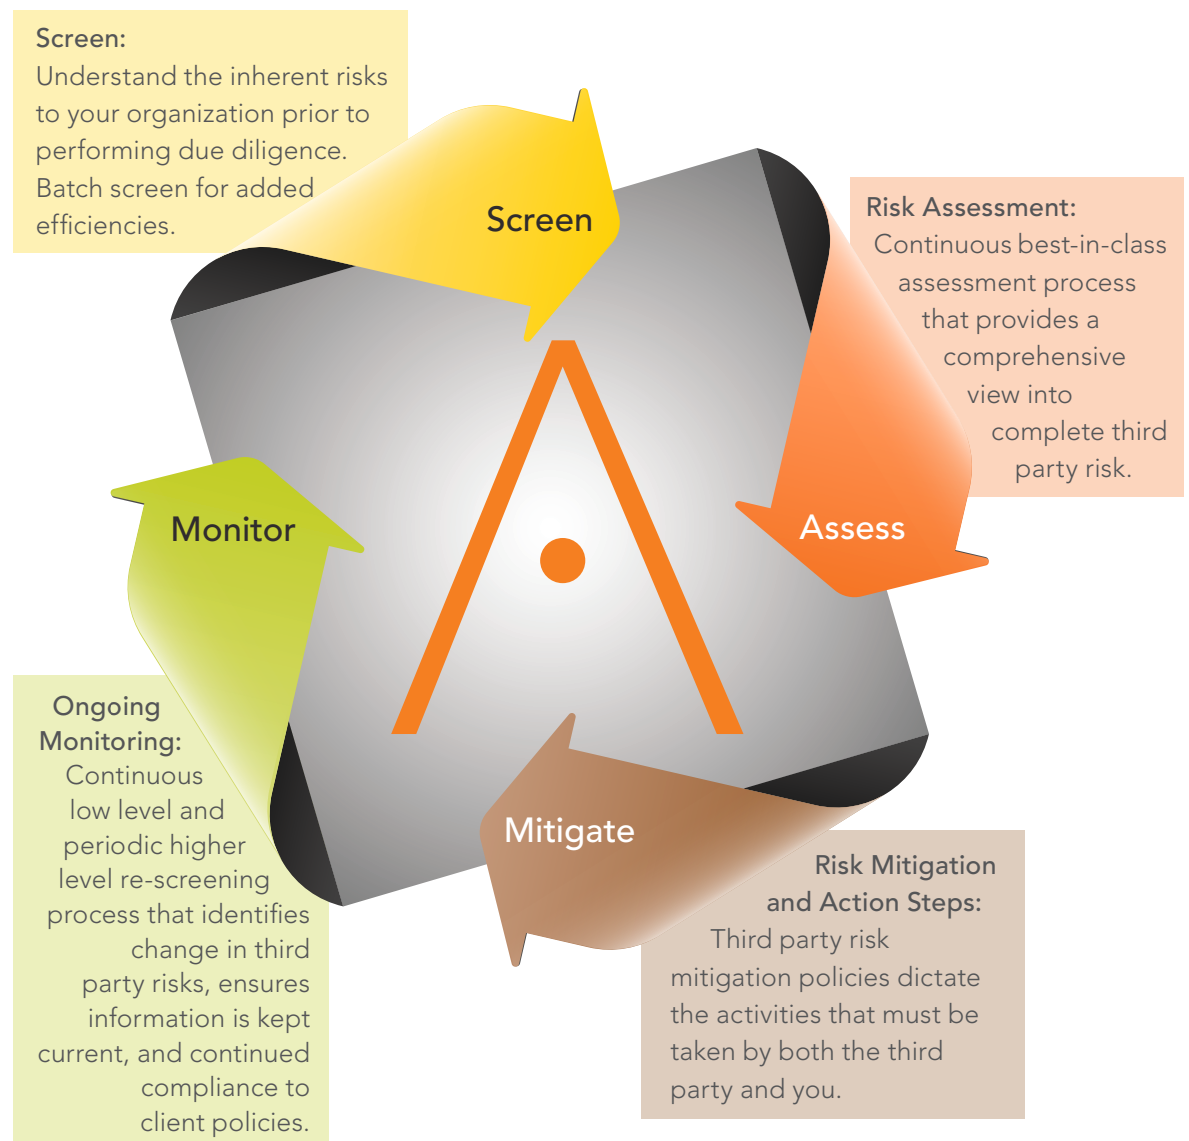 Screen:
Understand the inherent risks
to your organization prior to
performing due diligence.
Batch screen for added
efficiencies.
Screen
Risk Assessment:
Continuous best-in-class
assessment process
that provides a
comprehensive
view into
complete third
party risk.
Assess
Monitor
Ongoing
Monitoring:
Continuous
low level and
periodic higher
level re-screening
process that identifies
change in third
party risks, ensures
information is kept
current, and continued
compliance to
client policies.
Mitigate
Risk Mitigation
and Action Steps:
Third party risk
mitigation policies dictate
the activities that must be
taken by both the third
party and you.